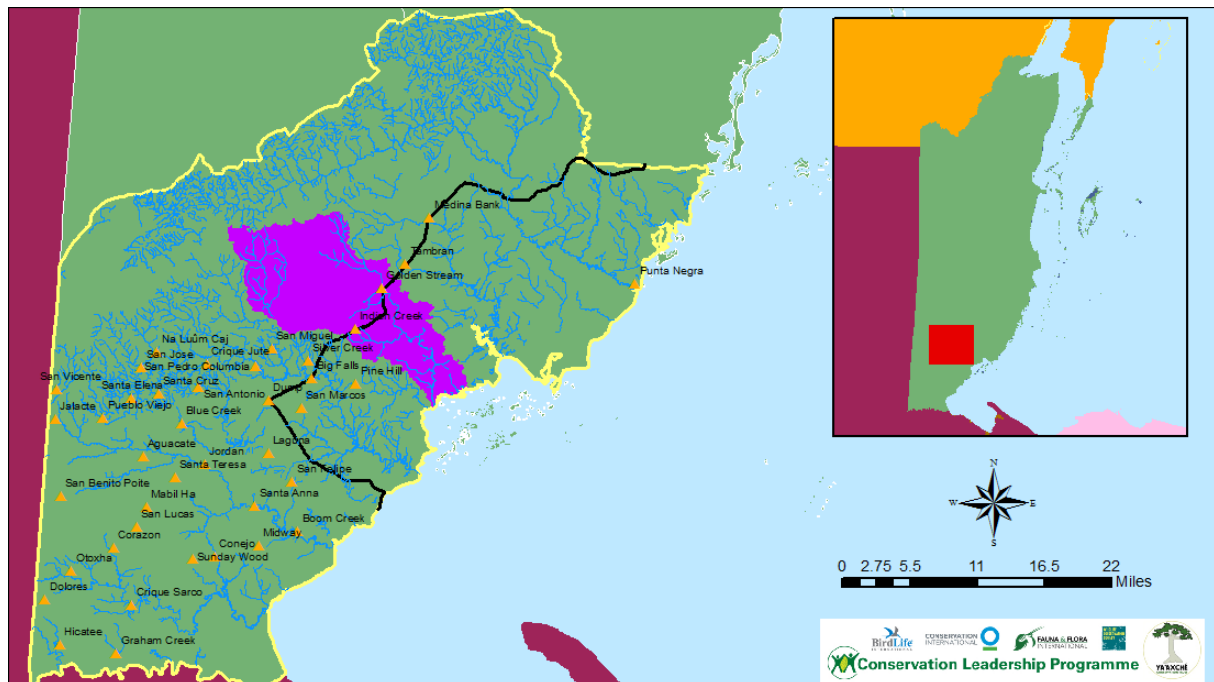 Medina Bank
Tambran
Golden Stream
Punta Negra
Indian Creek
Na Luûm Caj
San Miguel
San Jose
Crique Jute
Silver Creek
San Pedro Columbia
Big Falls
Pine Hill
San Vicente
Santa Elena
Santa Cruz
Dump
San Antonio
San Marcos
Jalacte
Pueblo Viejo
Blue Creek
Aguacate
Jordan
Laguna
Santa Teresa
San Felipe
San Benito Poite
Mabil Ha
Santa Anna
San Lucas
Boom Creek
Corazon
Midway
Conejo
Otoxha
Sunday Wood
Dolores
Crique Sarco
Hicatee
Graham Creek
N
W
E
S
0 2.75 5.5 11 16.5 22
Miles
BirdLife
INTERNATIONAL
CONSERVATION
INTERNATIONAL
FAUNA & FLORA
INTERNATIONAL
Conservation Leadership Programme
YA'AXCHÉ